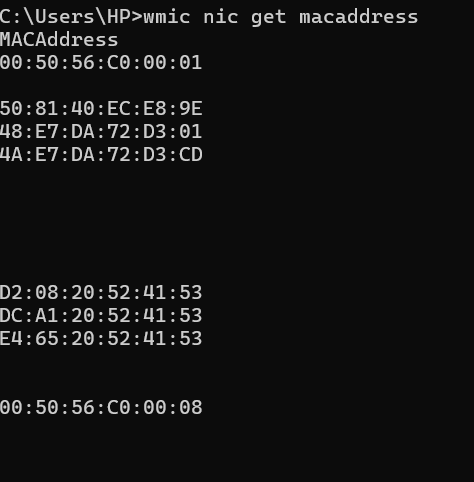 C:\Users\HP>wmic nic get macaddress
MACAddress
00:50:56:C0:00:01
50:81:40:EC:E8:9E
48:E7:DA:72:D3:01
4A:E7:DA:72:D3:CD
D2:08:20:52:41:53
DC:A1:20:52:41:53
E4:65:20:52:41:53
00:50:56:C0:00:08